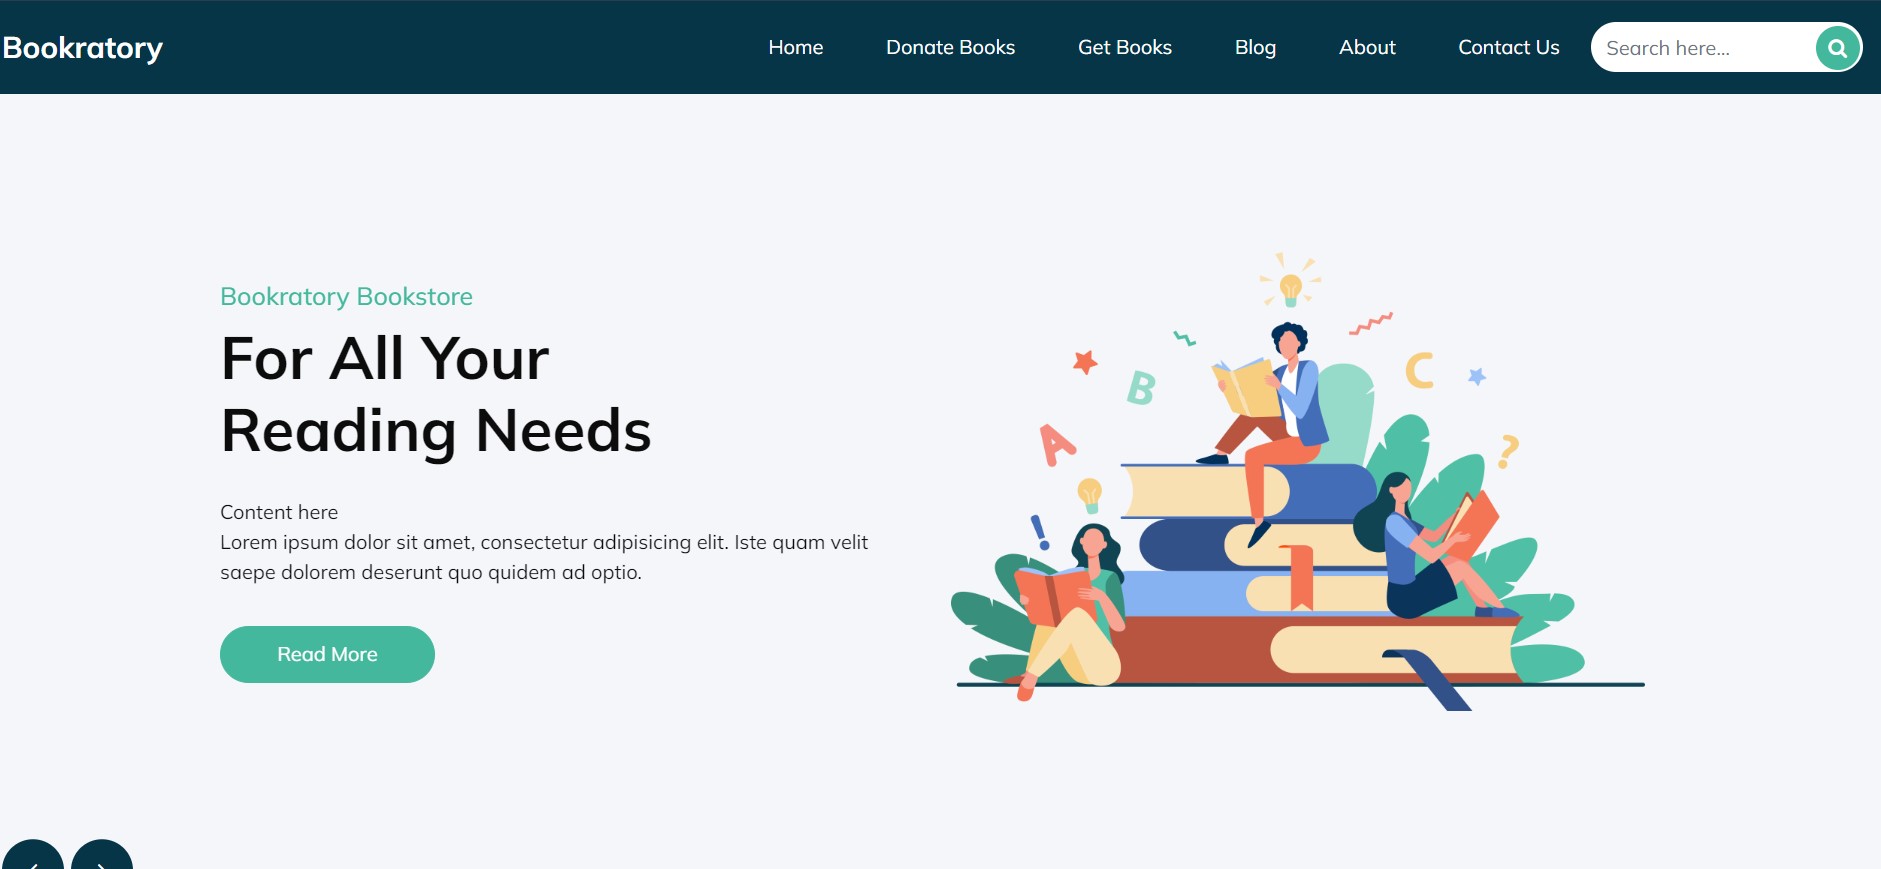 Bookratory
Home
Donate Books
Get Books
Blog
About
Contact Us
Search here...
Bookratory Bookstore
For All Your
Reading Needs
Content here
Lorem ipsum dolor sit amet, consectetur adipisicing elit. Iste quam velit
saepe dolorem deserunt quo quidem ad optio.
Read More
B
C
A
?
!